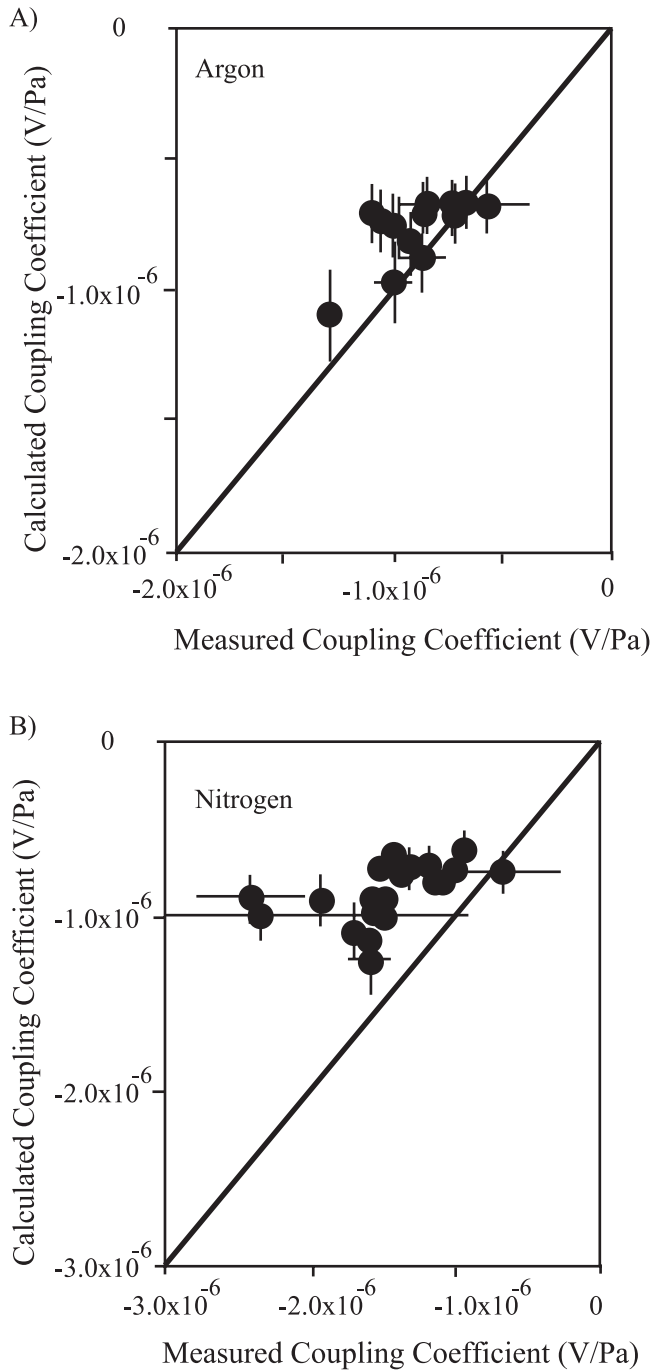 A)
0
Argon
Calculated Coupling Coefficient (V/Pa)
-1.0x10⁻⁶
-2.0x10⁻⁶
-2.0x10⁻⁶ -1.0x10⁻⁶ 0
Measured Coupling Coefficient (V/Pa)
B)
0
Nitrogen
Calculated Coupling Coefficient (V/Pa)
-1.0x10⁻⁶
-2.0x10⁻⁶
-3.0x10⁻⁶
-3.0x10⁻⁶ -2.0x10⁻⁶ -1.0x10⁻⁶ 0
Measured Coupling Coefficient (V/Pa)